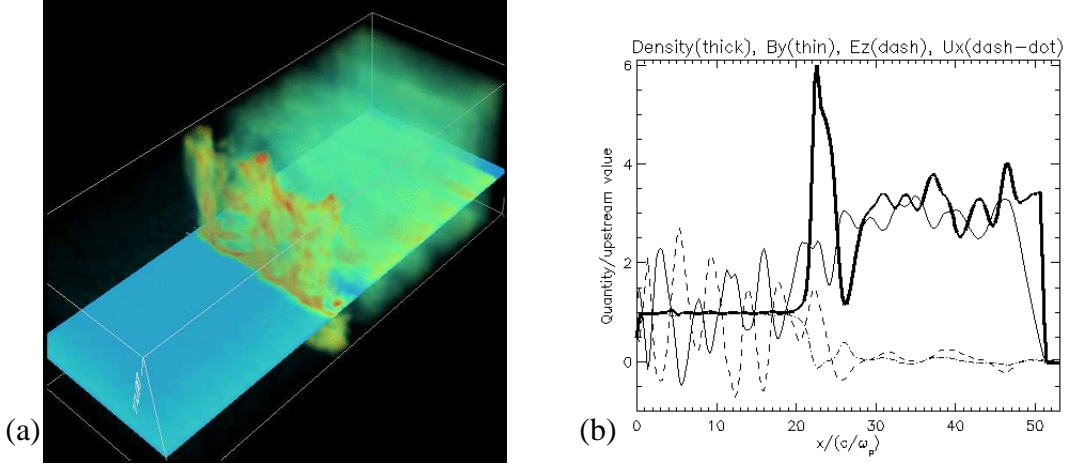 (a)
(b)
Density(thick), By(thin), Ez(dash), Ux(dash-dot)
Quantity/upstream value
6
4
2
0
0 10 20 30 40 50
x/(c/ωp)